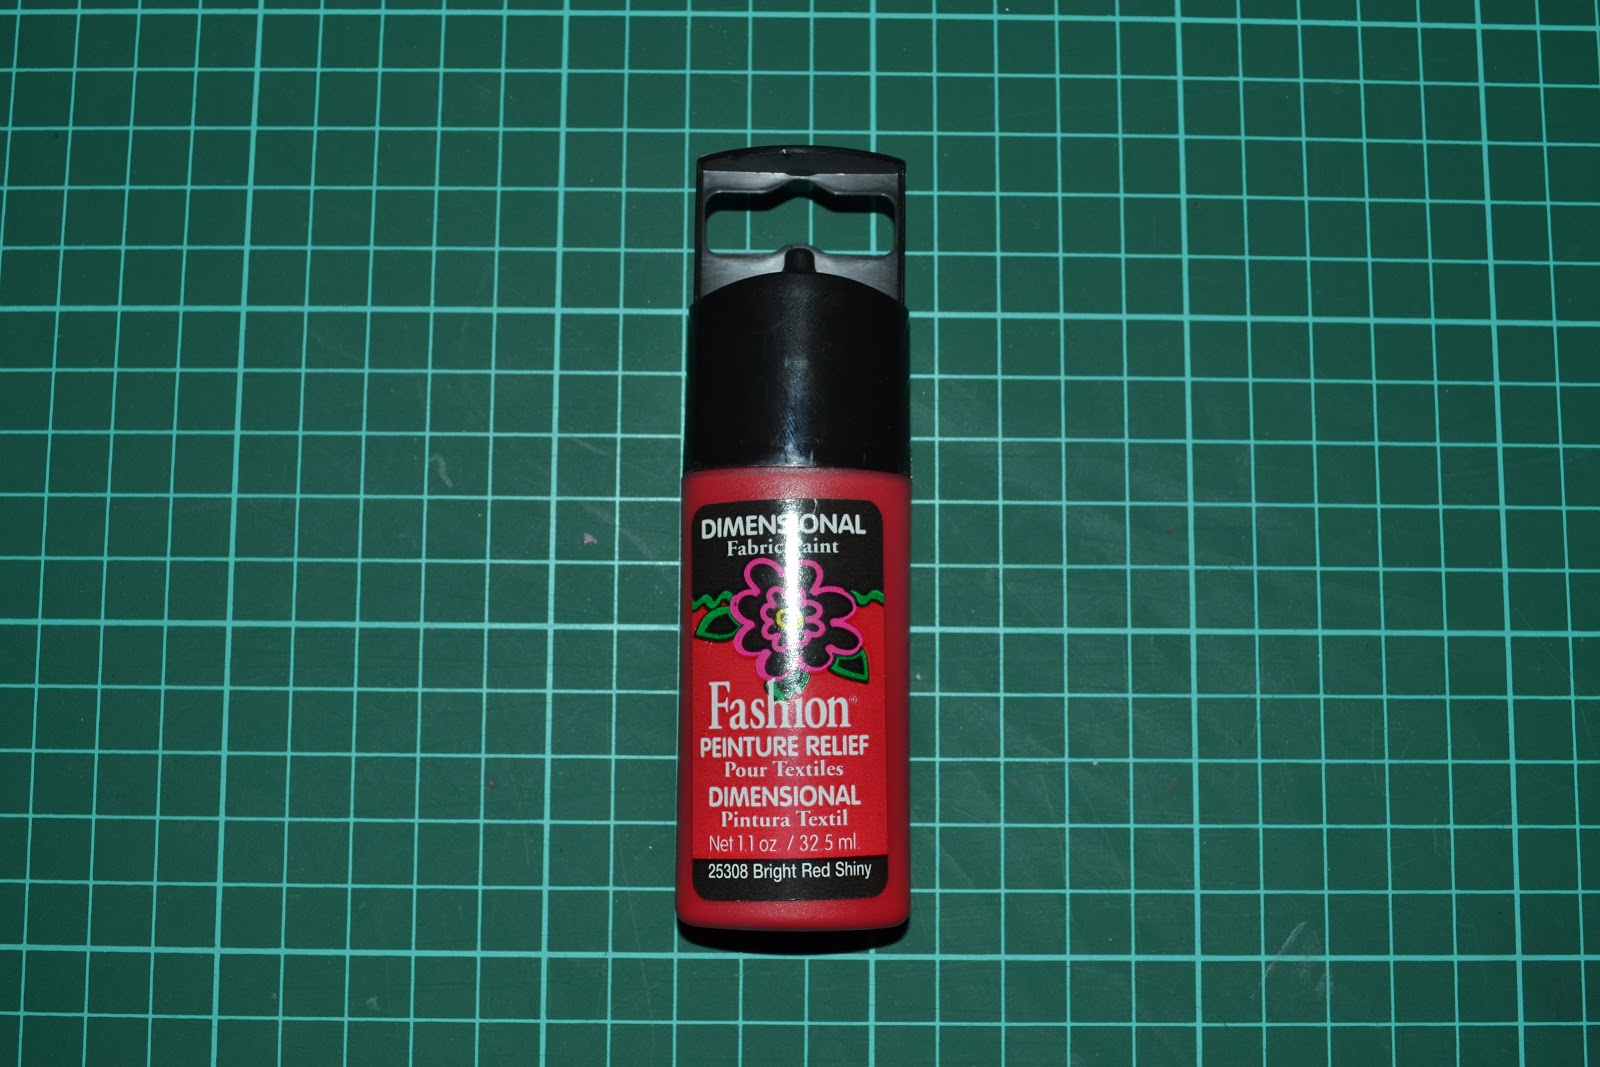 DIMENSIONAL
Fabric Paint
Fashion®
PEINTURE RELIEF
Pour Textiles
DIMENSIONAL
Pintura Textil
Net 1.1 oz. / 32.5 ml.
25308 Bright Red Shiny